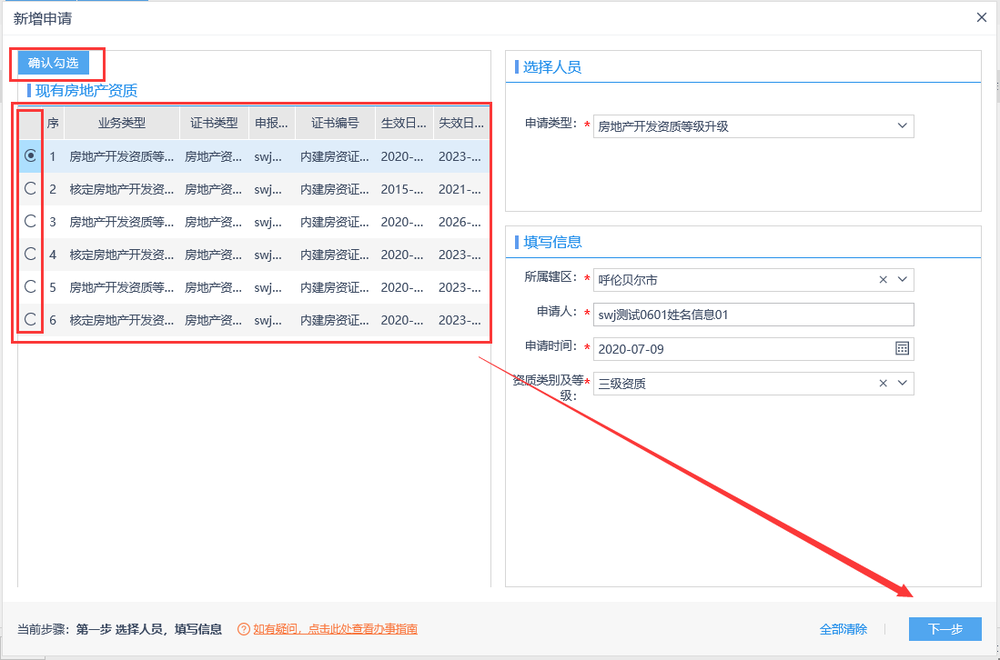 新增申请
确认勾选
现有房地产资质
序 业务类型 证书类型 申报... 证书编号 生效日... 失效日...
1 房地产开发资质等... 房地产资... swj... 内建房资证... 2020-... 2023-...
2 核定房地产开发资... 房地产资... swj... 内建房资证... 2015-... 2021-...
3 房地产开发资质等... 房地产资... swj... 内建房资证... 2020-... 2026-...
4 核定房地产开发资... 房地产资... swj... 内建房资证... 2020-... 2023-...
5 房地产开发资质等... 房地产资... swj... 内建房资证... 2020-... 2023-...
6 核定房地产开发资... 房地产资... swj... 内建房资证... 2020-... 2023-...
选择人员
申请类型：* 房地产开发资质等级升级
填写信息
所属辖区：* 呼伦贝尔市
申请人：* swj测试0601姓名信息01
申请时间：* 2020-07-09
资质类别及等* 三级资质
级：
当前步骤：第一步 选择人员，填写信息 ? 如有疑问，点击此处查看办事指南 全部清除 下一步